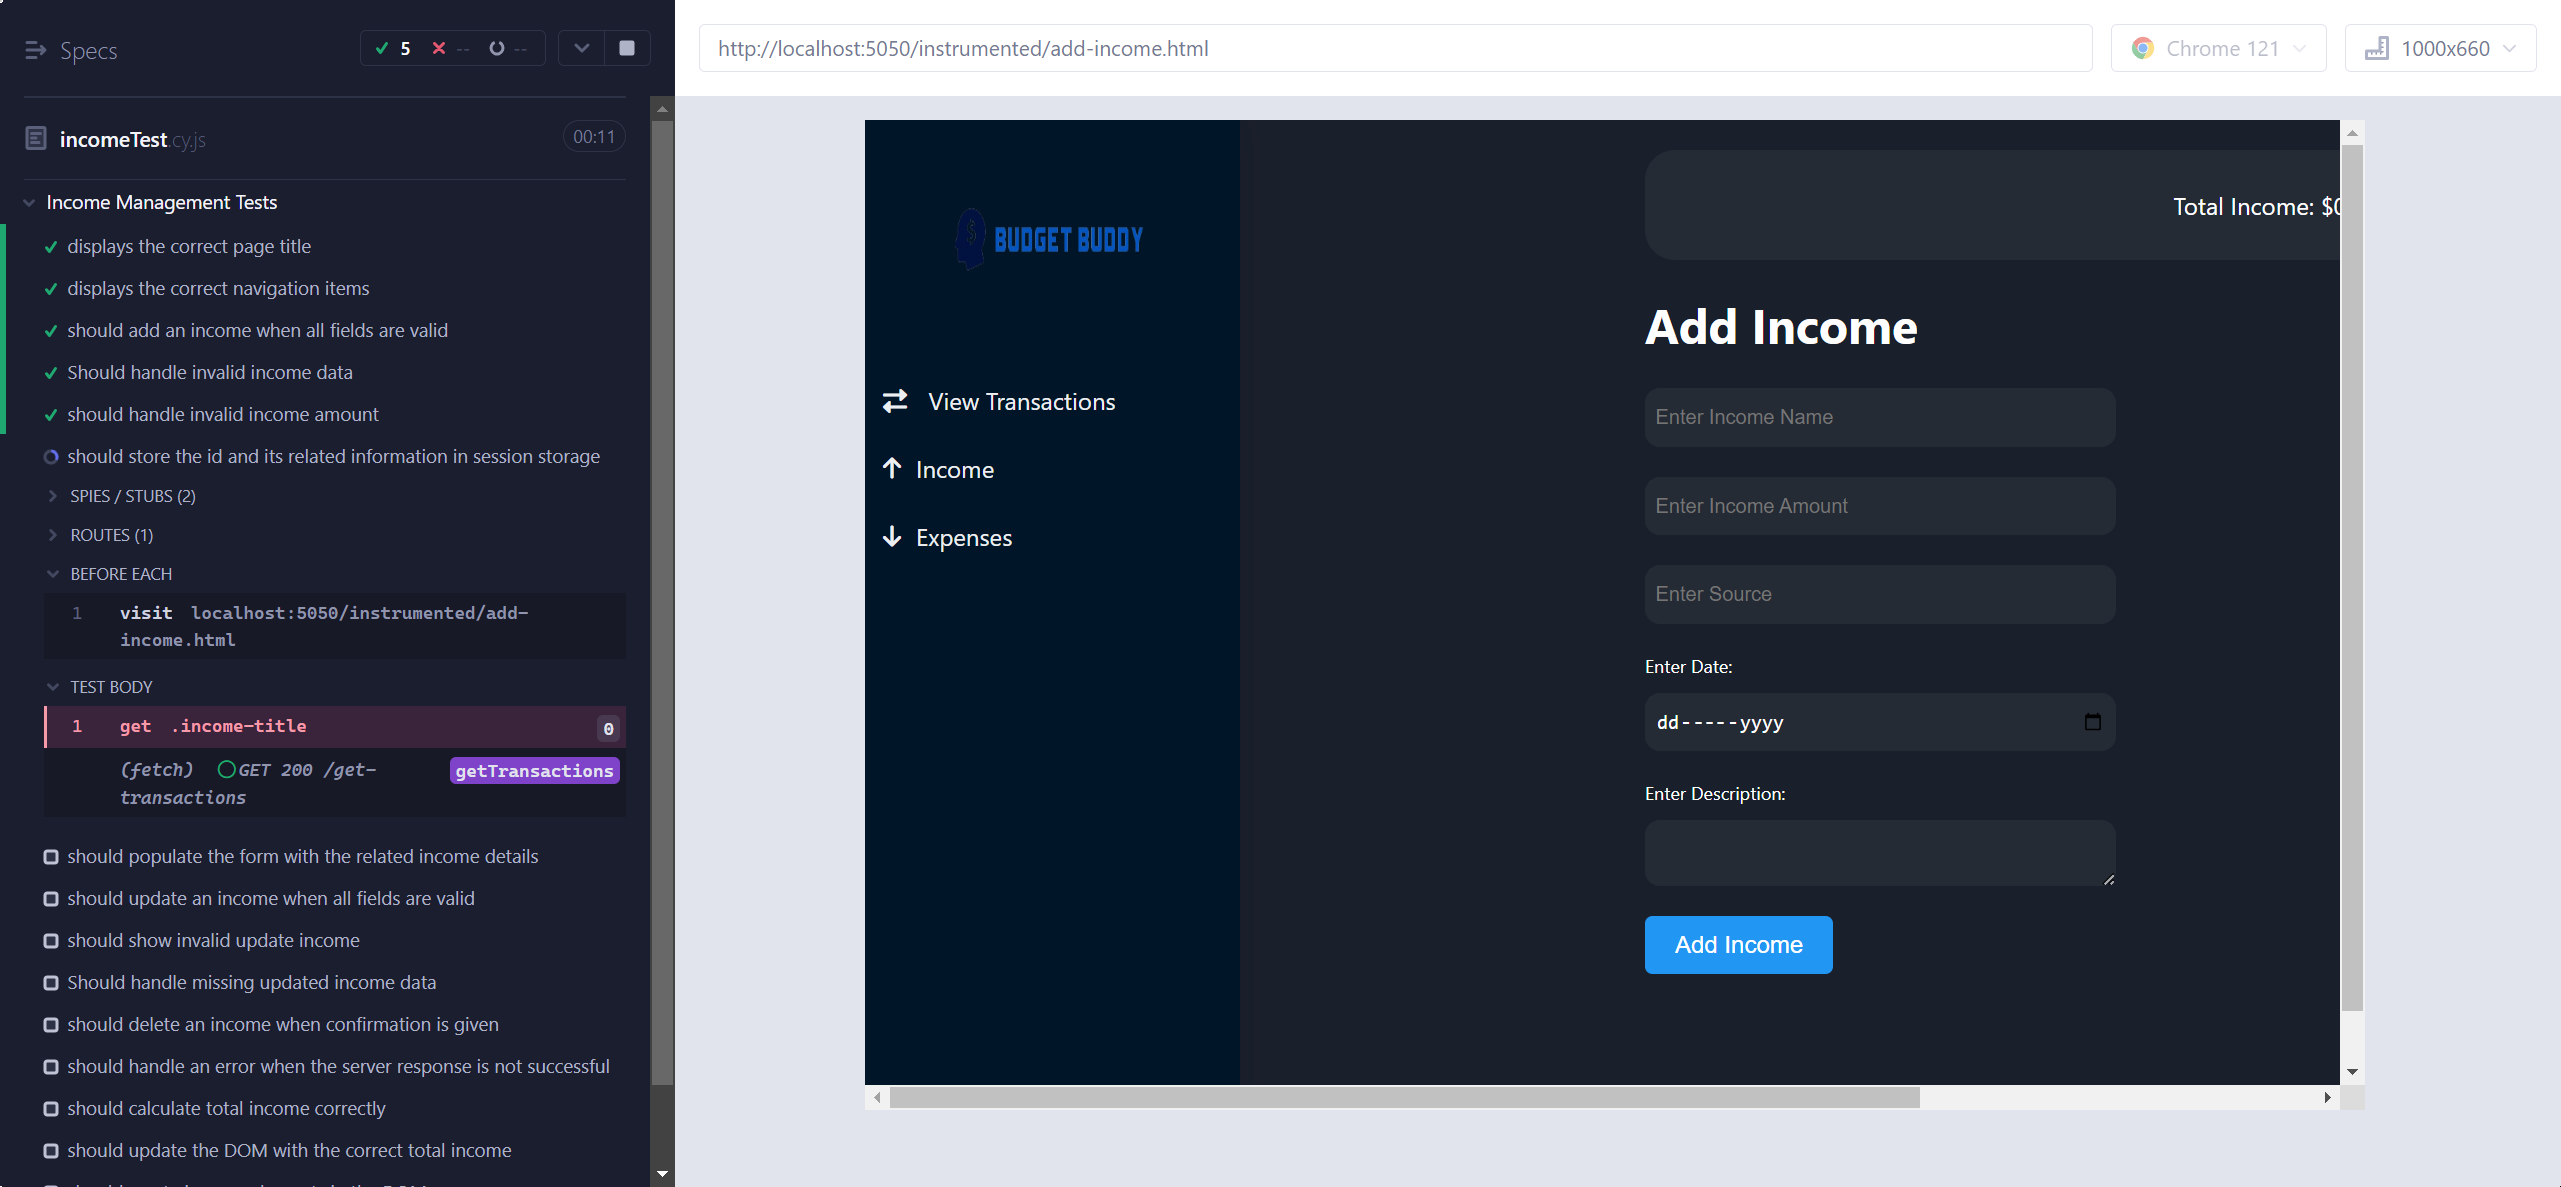 Specs
5 -- --
incomeTest.cy.js
00:11
Income Management Tests
displays the correct page title
displays the correct navigation items
should add an income when all fields are valid
Should handle invalid income data
should handle invalid income amount
should store the id and its related information in session storage
SPIES / STUBS (2)
ROUTES (1)
BEFORE EACH
1 visit localhost:5050/instrumented/add-
income.html
TEST BODY
1 get .income-title 0
(fetch) GET 200 /get-
transactions
getTransactions
should populate the form with the related income details
should update an income when all fields are valid
should show invalid update income
Should handle missing updated income data
should delete an income when confirmation is given
should handle an error when the server response is not successful
should calculate total income correctly
should update the DOM with the correct total income
http://localhost:5050/instrumented/add-income.html
Chrome 121
1000x660
BUDGET BUDDY
View Transactions
Income
Expenses
Total Income: $0
Add Income
Enter Income Name
Enter Income Amount
Enter Source
Enter Date:
dd-----yyyy
Enter Description:
Add Income